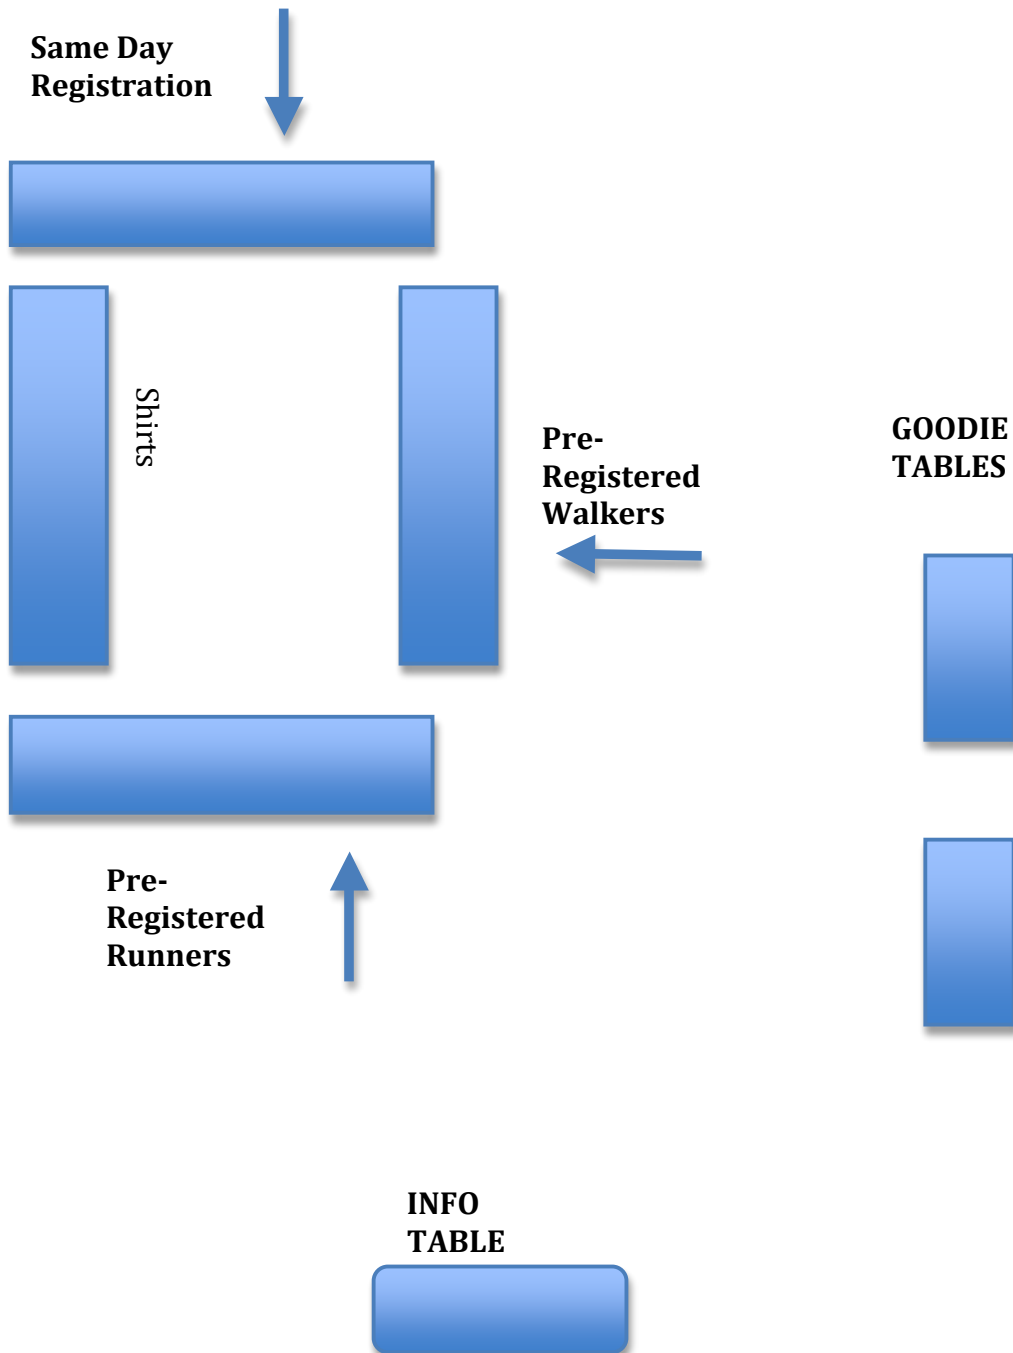 Same Day
Registration
Shirts
Pre-
Registered
Walkers
GOODIE
TABLES
Pre-
Registered
Runners
INFO
TABLE